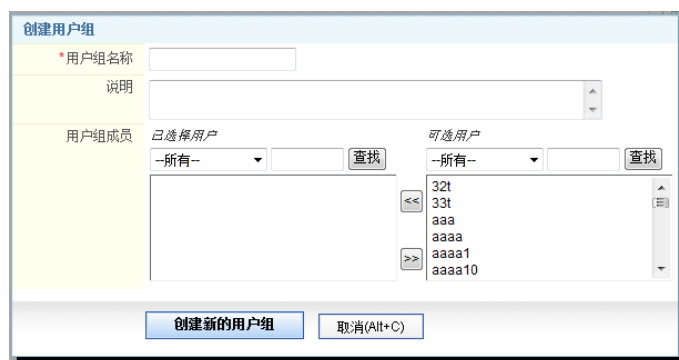 创建用户组
*用户组名称
说明
用户组成员 已选择用户 可选用户
--所有-- 查找 --所有-- 查找
32t
<< 33t
aaa
aaaa
>> aaaa1
aaaa10
创建新的用户组 取消(Alt+C)